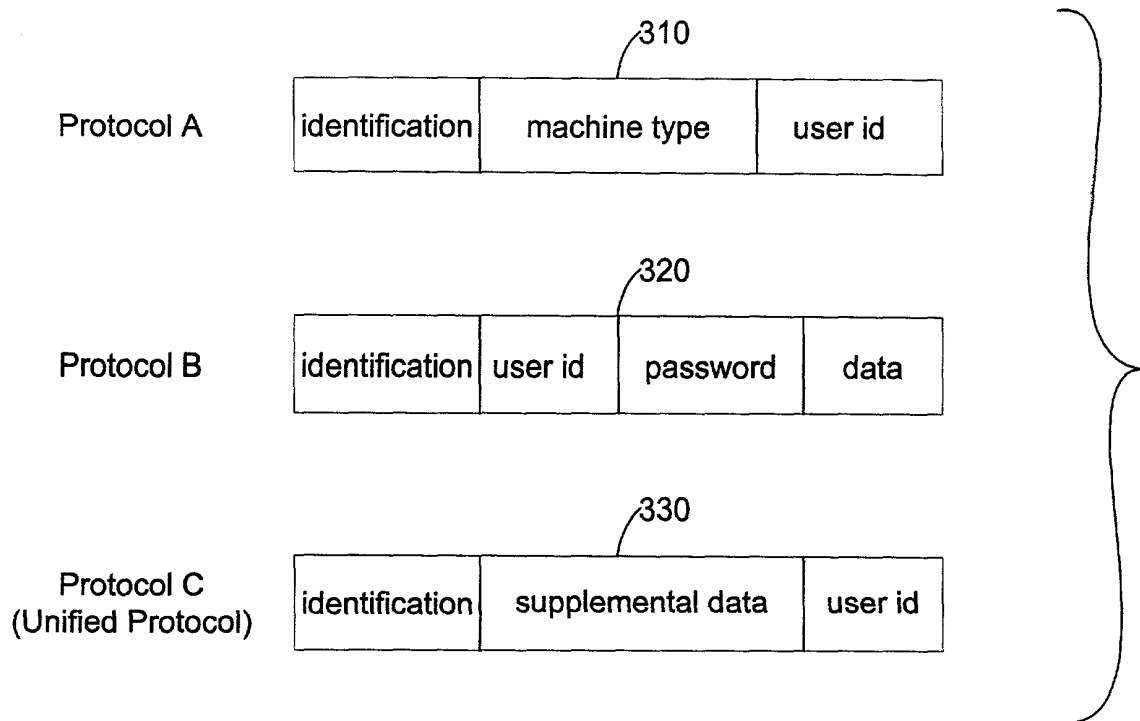 310
Protocol A
identification machine type user id
320
Protocol B
identification user id password data
330
Protocol C
(Unified Protocol)
identification supplemental data user id